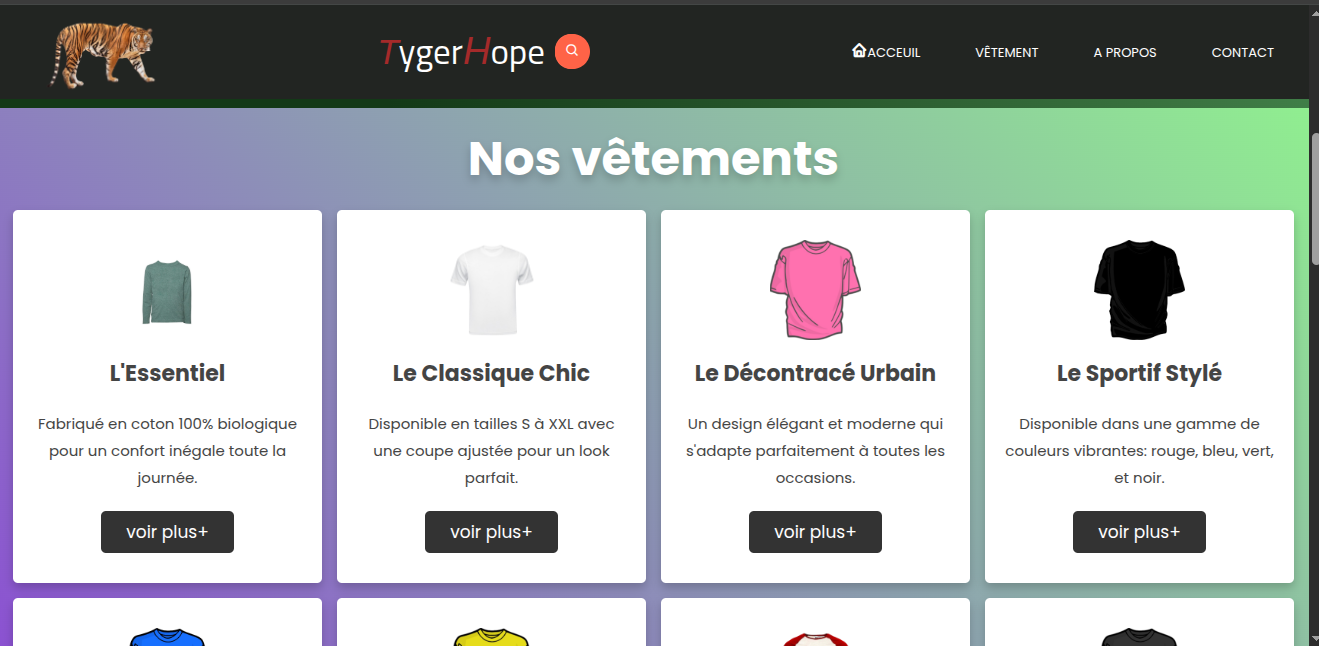 TygerHope
ACCEUIL
VÊTEMENT
A PROPOS
CONTACT
Nos vêtements
L'Essentiel
Fabriqué en coton 100% biologique
pour un confort inégale toute la
journée.
voir plus+
Le Classique Chic
Disponible en tailles S à XXL avec
une coupe ajustée pour un look
parfait.
voir plus+
Le Décontracé Urbain
Un design élégant et moderne qui
s'adapte parfaitement à toutes les
occasions.
voir plus+
Le Sportif Stylé
Disponible dans une gamme de
couleurs vibrantes: rouge, bleu, vert,
et noir.
voir plus+